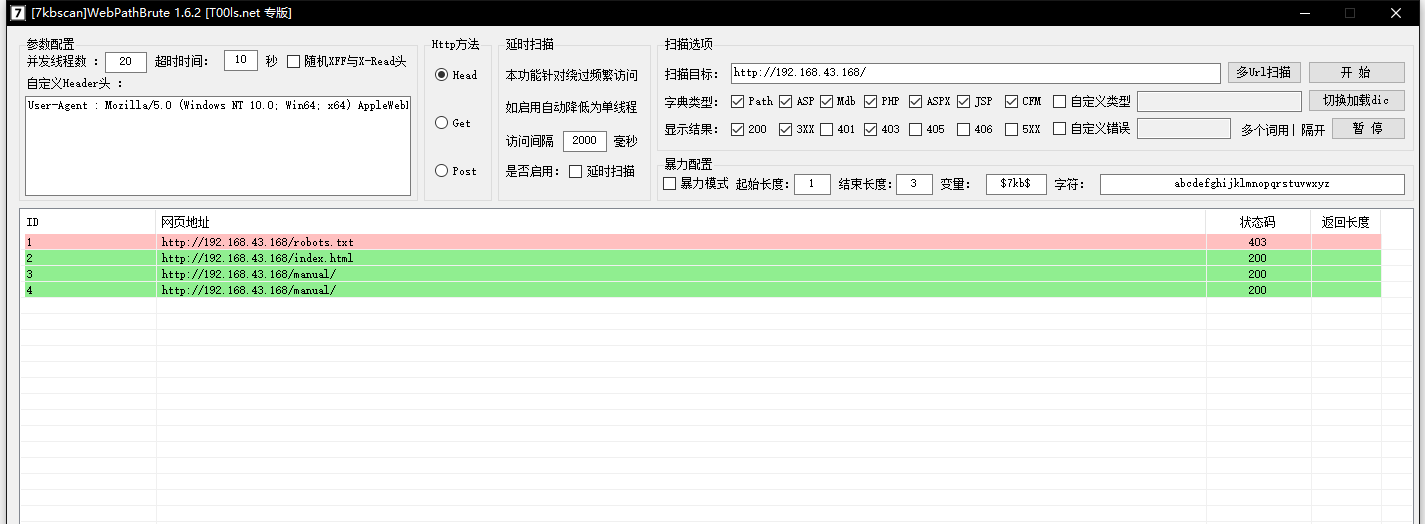 7 [7kbscan]WebPathBrute 1.6.2 [T00ls.net 专版]
参数配置
并发线程数 : 20 超时时间: 10 秒 随机XFF与X-Read头
自定义Header头 :
User-Agent : Mozilla/5.0 (Windows NT 10.0; Win64; x64) AppleWebl
Http方法
Head
Get
Post
延时扫描
本功能针对绕过频繁访问
如启用自动降低为单线程
访问间隔 2000 毫秒
是否启用: 延时扫描
扫描选项
扫描目标: http://192.168.43.168/ 多Url扫描 开 始
字典类型: Path ASP Mdb PHP ASPX JSP CFM 自定义类型 切换加载dic
显示结果: 200 3XX 401 403 405 406 5XX 自定义错误 多个词用| 隔开 暂 停
暴力配置
暴力模式 起始长度: 1 结束长度: 3 变量: $7kb$ 字符: abcdefghijklmnopqrstuvwxyz
ID 网页地址 状态码 返回长度
1 http://192.168.43.168/robots.txt 403
2 http://192.168.43.168/index.html 200
3 http://192.168.43.168/manual/ 200
4 http://192.168.43.168/manual/ 200